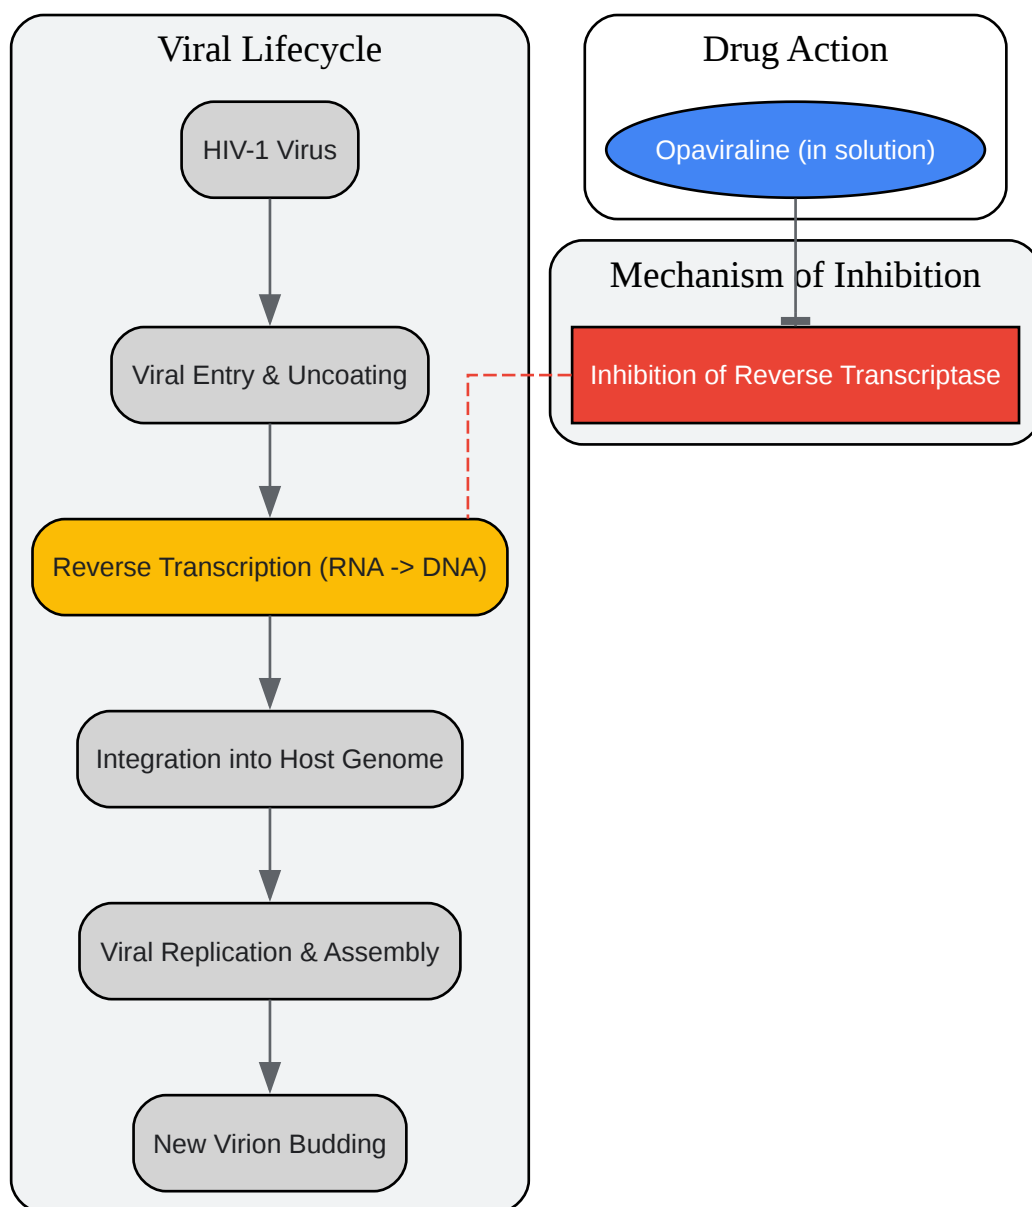 Viral Lifecycle
HIV-1 Virus
Viral Entry & Uncoating
Reverse Transcription (RNA -> DNA)
Integration into Host Genome
Viral Replication & Assembly
New Virion Budding
Drug Action
Opaviraline (in solution)
Mechanism of Inhibition
Inhibition of Reverse Transcriptase